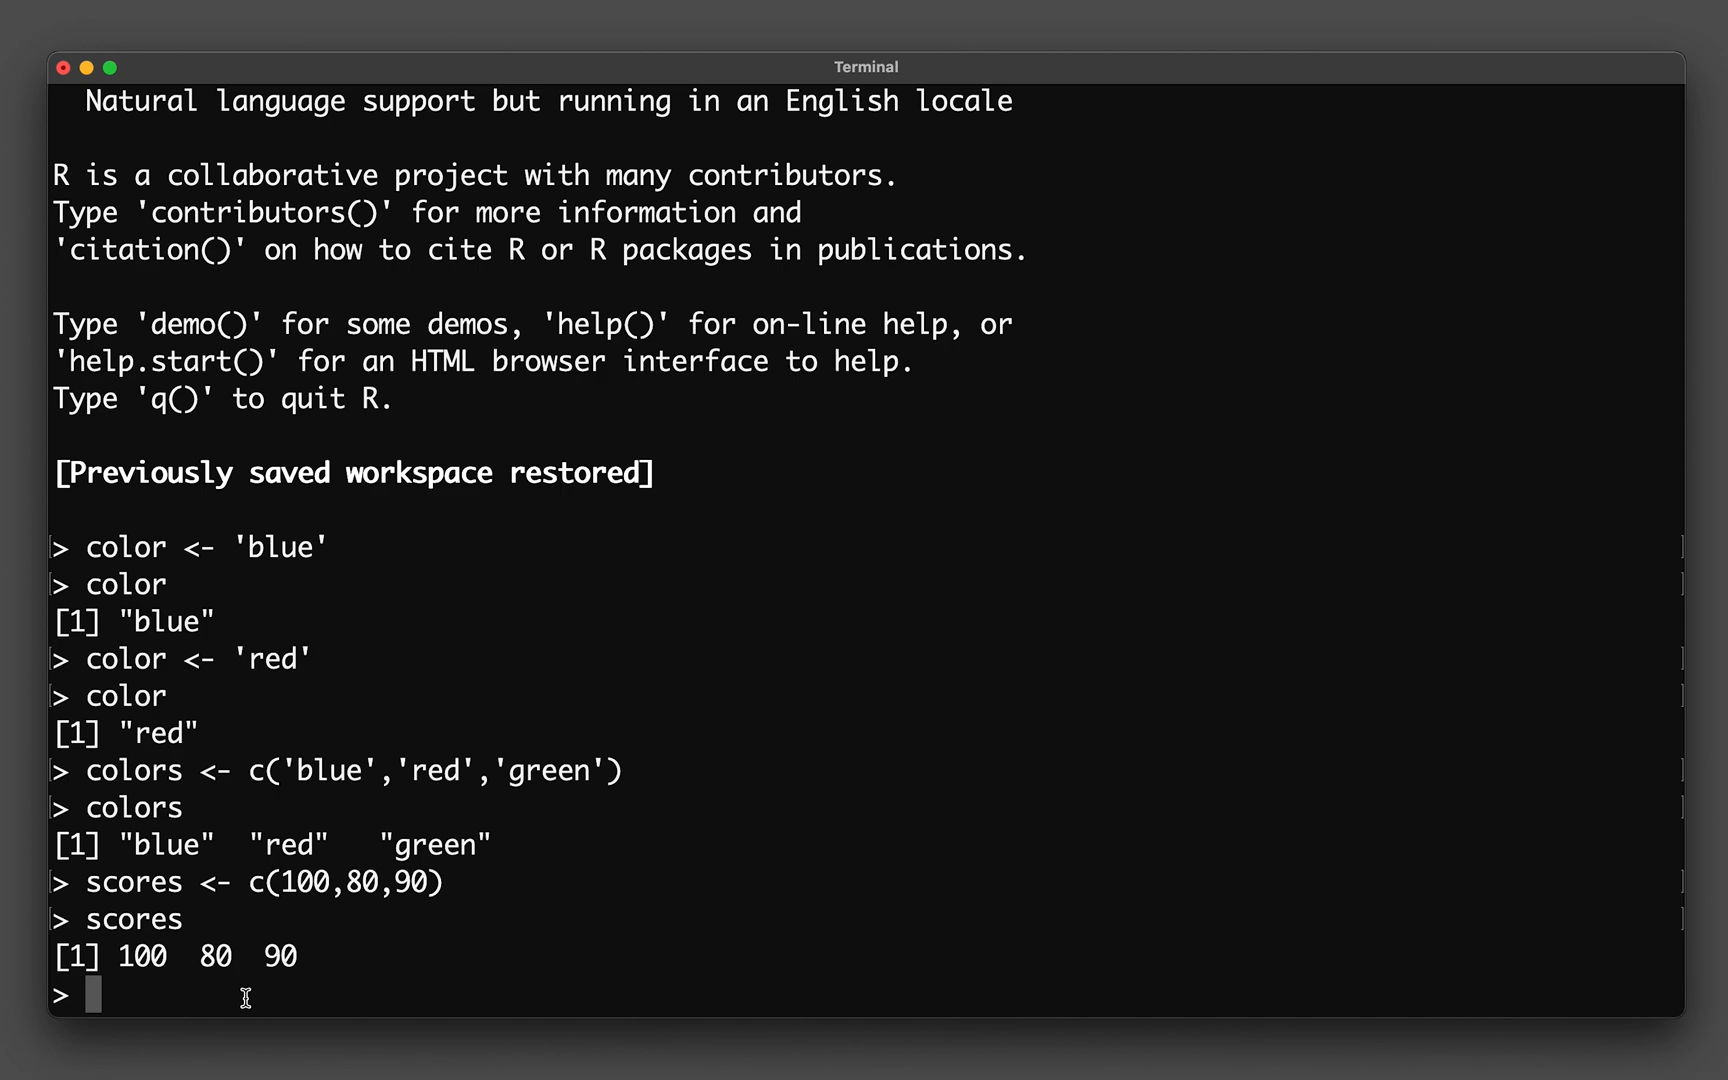 Terminal
Natural language support but running in an English locale
R is a collaborative project with many contributors.
Type 'contributors()' for more information and
'citation()' on how to cite R or R packages in publications.
Type 'demo()' for some demos, 'help()' for on-line help, or
'help.start()' for an HTML browser interface to help.
Type 'q()' to quit R.
[Previously saved workspace restored]
> color <- 'blue'
> color
[1] "blue"
> color <- 'red'
> color
[1] "red"
> colors <- c('blue','red','green')
> colors
[1] "blue"  "red"   "green"
> scores <- c(100,80,90)
> scores
[1] 100  80  90
>